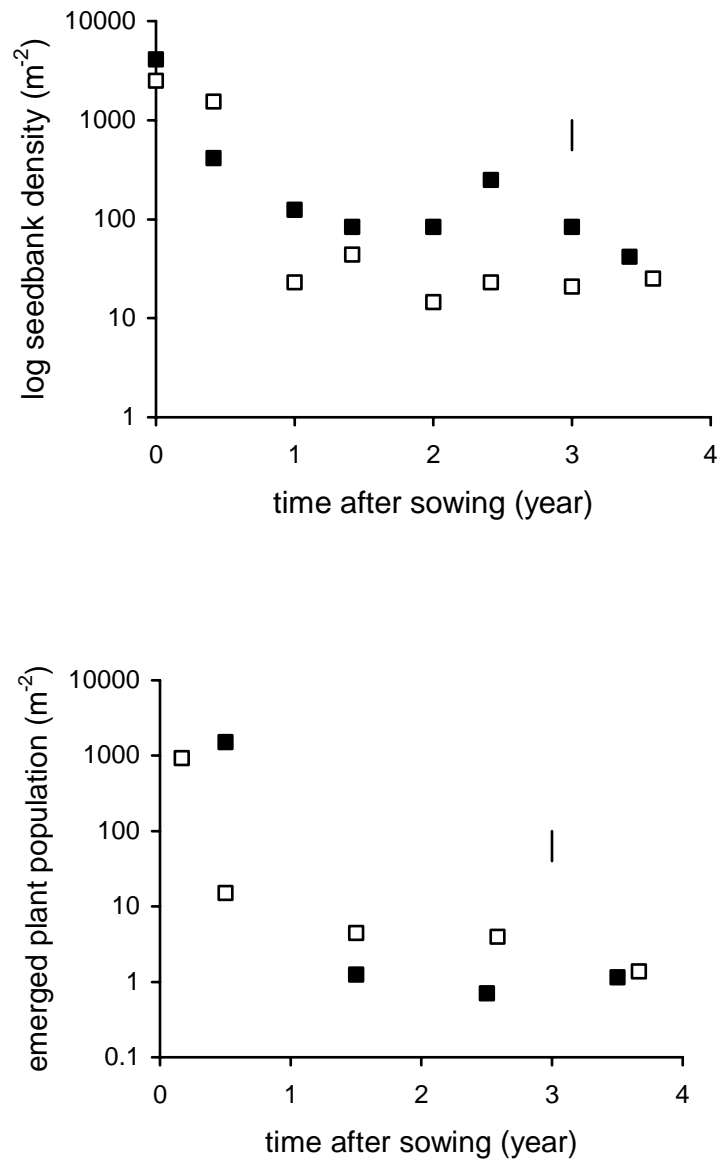 10000
1000
100
10
1
log seedbank density (m-2)
0 1 2 3 4
time after sowing (year)
10000
1000
100
10
1
0.1
emerged plant population (m-2)
0 1 2 3 4
time after sowing (year)